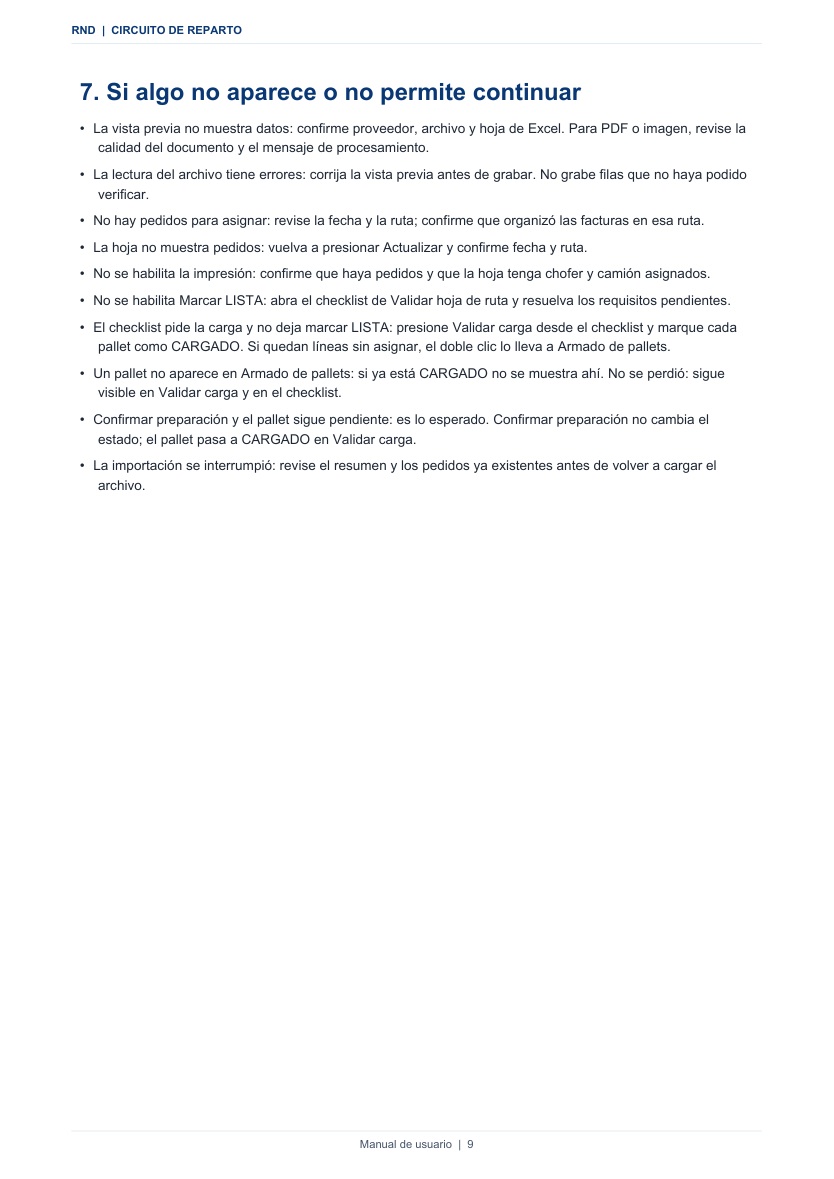 RND | CIRCUITO DE REPARTO
7. Si algo no aparece o no permite continuar
• La vista previa no muestra datos: confirme proveedor, archivo y hoja de Excel. Para PDF o imagen, revise la
calidad del documento y el mensaje de procesamiento.
• La lectura del archivo tiene errores: corrija la vista previa antes de grabar. No grabe filas que no haya podido
verificar.
• No hay pedidos para asignar: revise la fecha y la ruta; confirme que organizó las facturas en esa ruta.
• La hoja no muestra pedidos: vuelva a presionar Actualizar y confirme fecha y ruta.
• No se habilita la impresión: confirme que haya pedidos y que la hoja tenga chofer y camión asignados.
• No se habilita Marcar LISTA: abra el checklist de Validar hoja de ruta y resuelva los requisitos pendientes.
• El checklist pide la carga y no deja marcar LISTA: presione Validar carga desde el checklist y marque cada
pallet como CARGADO. Si quedan líneas sin asignar, el doble clic lo lleva a Armado de pallets.
• Un pallet no aparece en Armado de pallets: si ya está CARGADO no se muestra ahí. No se perdió: sigue
visible en Validar carga y en el checklist.
• Confirmar preparación y el pallet sigue pendiente: es lo esperado. Confirmar preparación no cambia el
estado; el pallet pasa a CARGADO en Validar carga.
• La importación se interrumpió: revise el resumen y los pedidos ya existentes antes de volver a cargar el
archivo.
Manual de usuario | 9